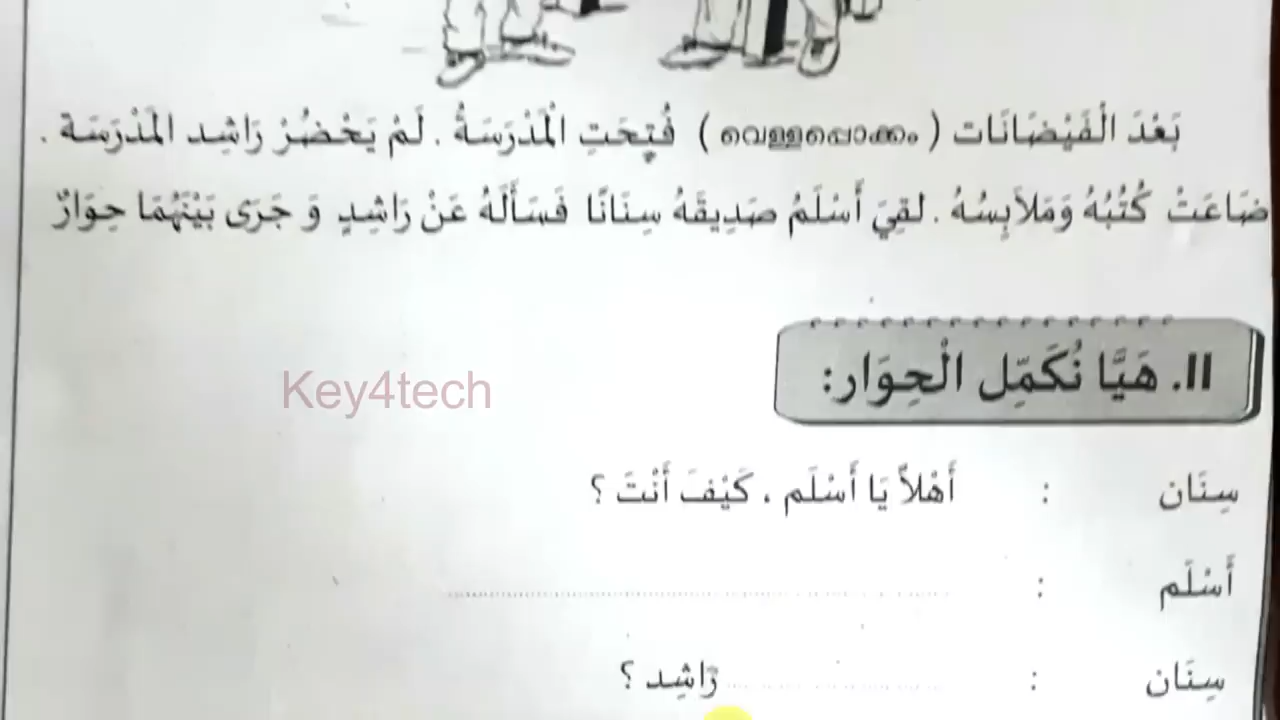 بَعْدَ الْفَيْضَانَات ( വെള്ളപ്പൊക്കം ) فُتِحَتِ الْمَدْرَسَةُ . لَمْ يَحْضُرْ رَاشِد الْمَدْرَسَة .
ضَاعَتْ كُتُبُهُ وَمَلَابِسُهُ . لَقِيَ أَسْلَمُ صَدِيقَهُ سِنَانًا فَسَأَلَهُ عَنْ رَاشِدٍ وَ جَرَى بَيْنَهُمَا حِوَارٌ
II. هَيَّا نُكَمِّل الْحِوَار:
Key4tech
سِنَان : أَهْلاً يَا أَسْلَم . كَيْفَ أَنْتَ ؟
أَسْلَم : ........................
سِنَان : .............. رَاشِد ؟